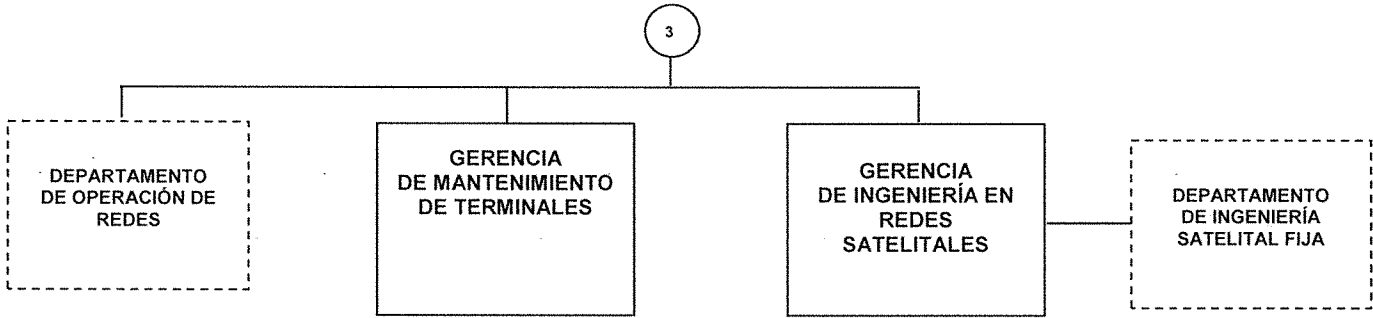 3
DEPARTAMENTO
DE OPERACIÓN DE
REDES
GERENCIA
DE MANTENIMIENTO
DE TERMINALES
GERENCIA
DE INGENIERÍA EN
REDES
SATELITALES
DEPARTAMENTO
DE INGENIERÍA
SATELITAL FIJA